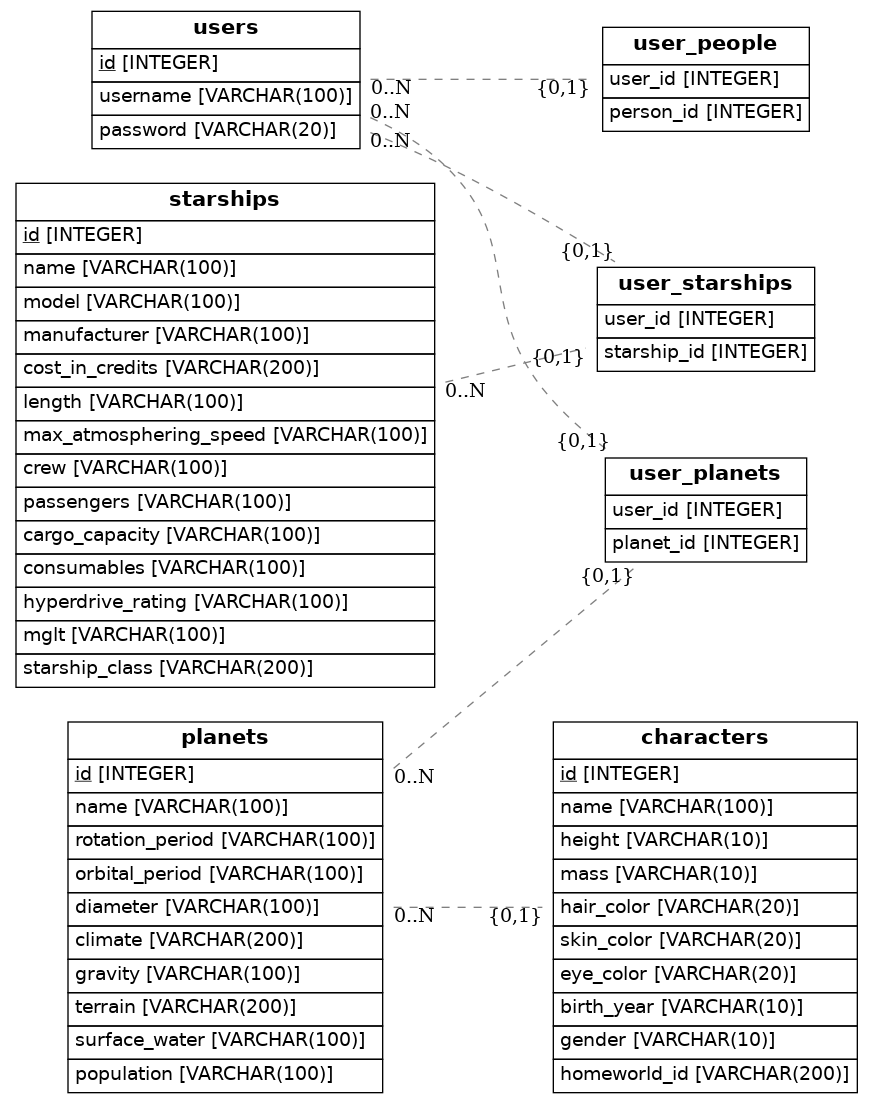 users
id [INTEGER]
username [VARCHAR(100)]
password [VARCHAR(20)]
user_people
user_id [INTEGER]
person_id [INTEGER]
0..N
{0,1}
0..N
0..N
{0,1}
starships
id [INTEGER]
name [VARCHAR(100)]
model [VARCHAR(100)]
manufacturer [VARCHAR(100)]
cost_in_credits [VARCHAR(200)]
length [VARCHAR(100)]
max_atmosphering_speed [VARCHAR(100)]
crew [VARCHAR(100)]
passengers [VARCHAR(100)]
cargo_capacity [VARCHAR(100)]
consumables [VARCHAR(100)]
hyperdrive_rating [VARCHAR(100)]
mglt [VARCHAR(100)]
starship_class [VARCHAR(200)]
user_starships
user_id [INTEGER]
starship_id [INTEGER]
{0,1}
0..N
{0,1}
user_planets
user_id [INTEGER]
planet_id [INTEGER]
{0,1}
planets
id [INTEGER]
name [VARCHAR(100)]
rotation_period [VARCHAR(100)]
orbital_period [VARCHAR(100)]
diameter [VARCHAR(100)]
climate [VARCHAR(200)]
gravity [VARCHAR(100)]
terrain [VARCHAR(200)]
surface_water [VARCHAR(100)]
population [VARCHAR(100)]
0..N
0..N
{0,1}
characters
id [INTEGER]
name [VARCHAR(100)]
height [VARCHAR(10)]
mass [VARCHAR(10)]
hair_color [VARCHAR(20)]
skin_color [VARCHAR(20)]
eye_color [VARCHAR(20)]
birth_year [VARCHAR(10)]
gender [VARCHAR(10)]
homeworld_id [VARCHAR(200)]